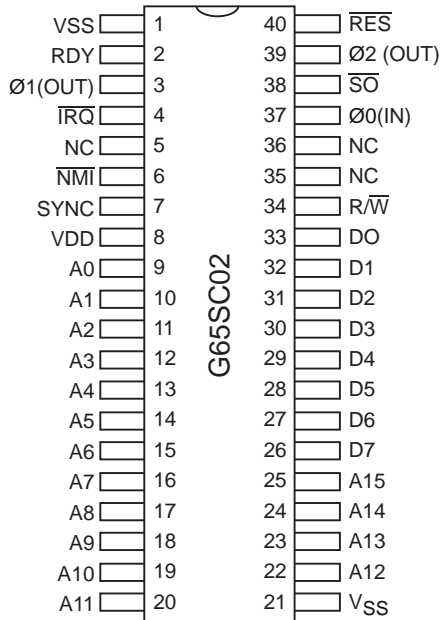 VSS 1 40 R̅E̅S̅
RDY 2 39 Ø2 (OUT)
Ø1(OUT) 3 38 S̅O̅
I̅R̅Q̅ 4 37 Ø0(IN)
NC 5 36 NC
N̅M̅I̅ 6 35 NC
SYNC 7 34 R/W̅
VDD 8 33 DO
A0 9 32 D1
A1 10 31 D2
A2 11 30 D3
A3 12 29 D4
A4 13 28 D5
A5 14 27 D6
A6 15 26 D7
A7 16 25 A15
A8 17 24 A14
A9 18 23 A13
A10 19 22 A12
A11 20 21 VSS
G65SC02